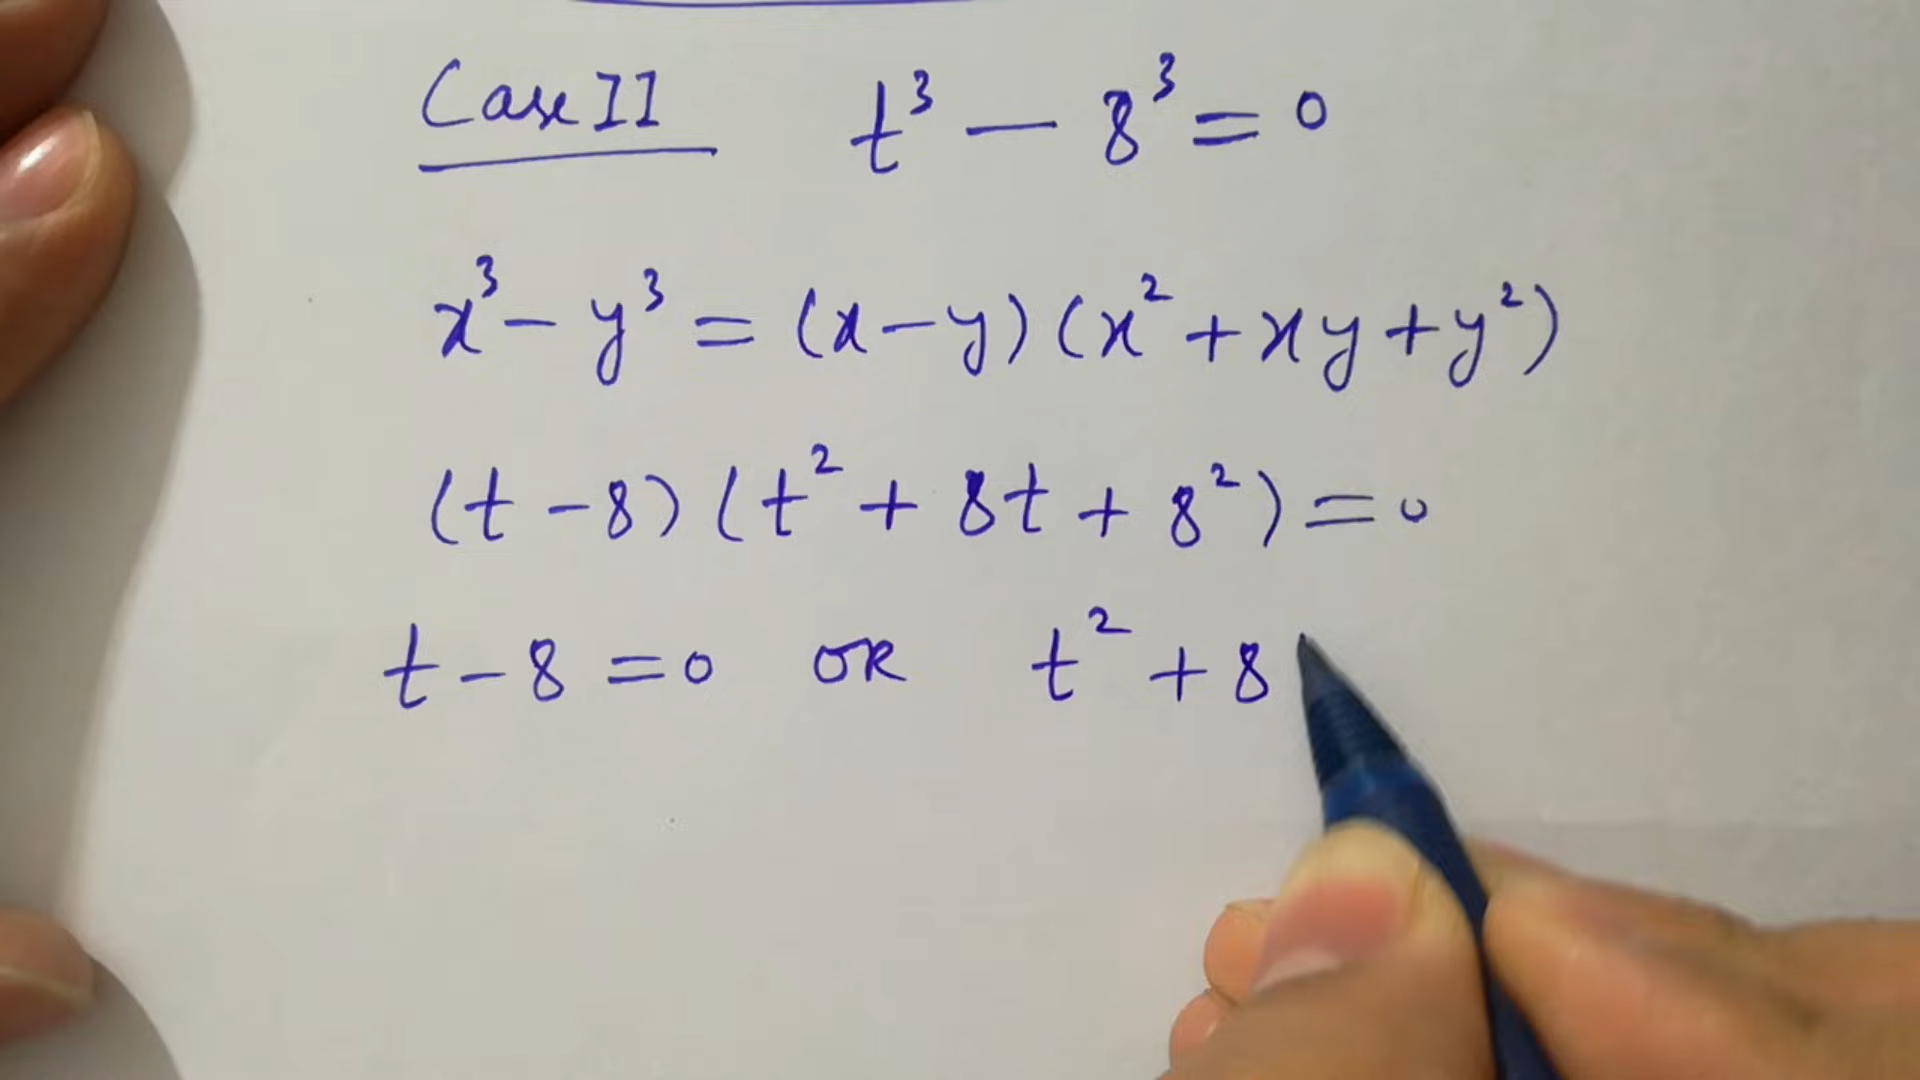 Case II t³ - 8³ = 0
x³ - y³ = (x-y)(x² + xy + y²)
(t - 8)(t² + 8t + 8²) = 0
t - 8 = 0 OR t² + 8